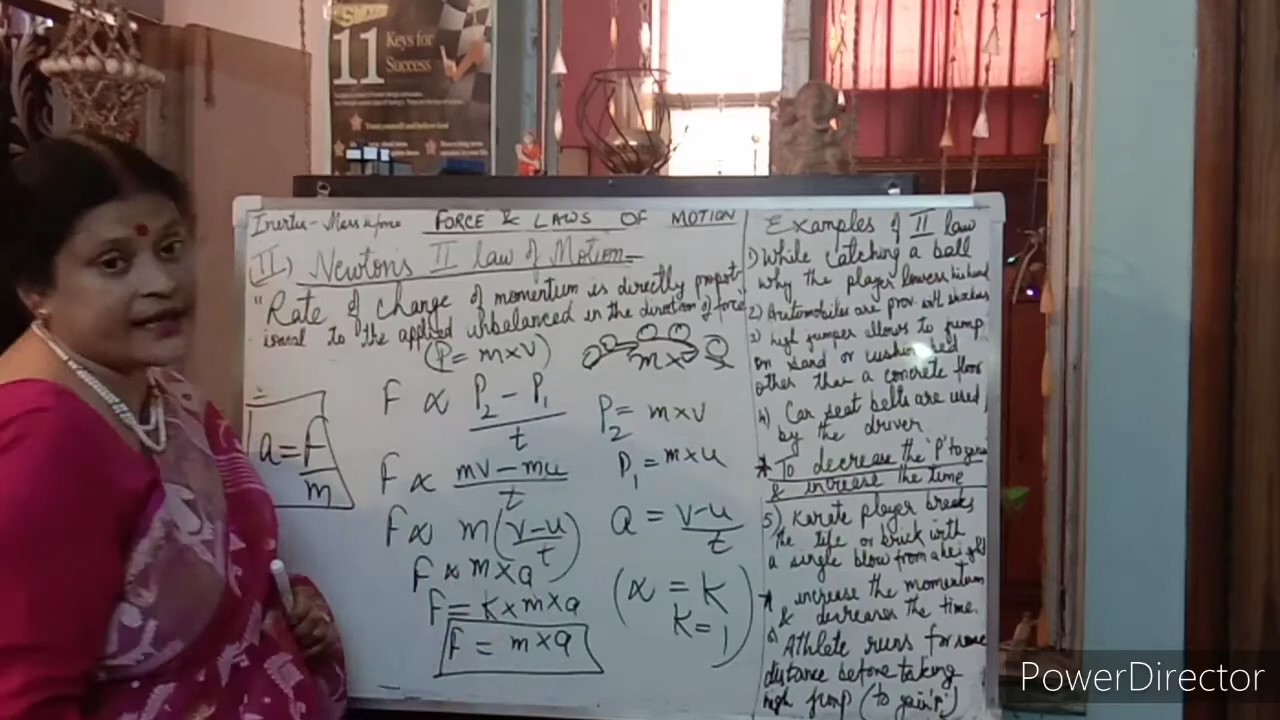 11
Keys for
Success
Inertia - Mass & force
FORCE & LAWS OF MOTION
II) Newtons II law of Motion-
"Rate of change of momentum is directly proport-
ional to the applied unbalanced in the direction of force
(P = m×v)
m×v
F ∝ P₂ - P₁ / t
P₂ = m×v
P₁ = m×u
F ∝ mv - mu / t
a = v-u / t
F ∝ m(v-u / t)
F ∝ m×a
F = K×m×a
F = m×a
(∝ = K
K = 1)
a = F / m
Examples of II law
1) While catching a ball
why the player lowers his hand
2) Automobiles are prov. with shockers
3) high jumper allows to jump
on sand or cushion bed
other than a concrete floor
4) Car seat belts are used
by the driver.
* To decrease the 'P' to zero
& increase the time
5) Karate player breaks
the tile or brick with
a single blow from a height
* increase the momentum
& decreases the time.
6) Athlete runs for some
distance before taking
high jump (to gain 'P')
PowerDirector